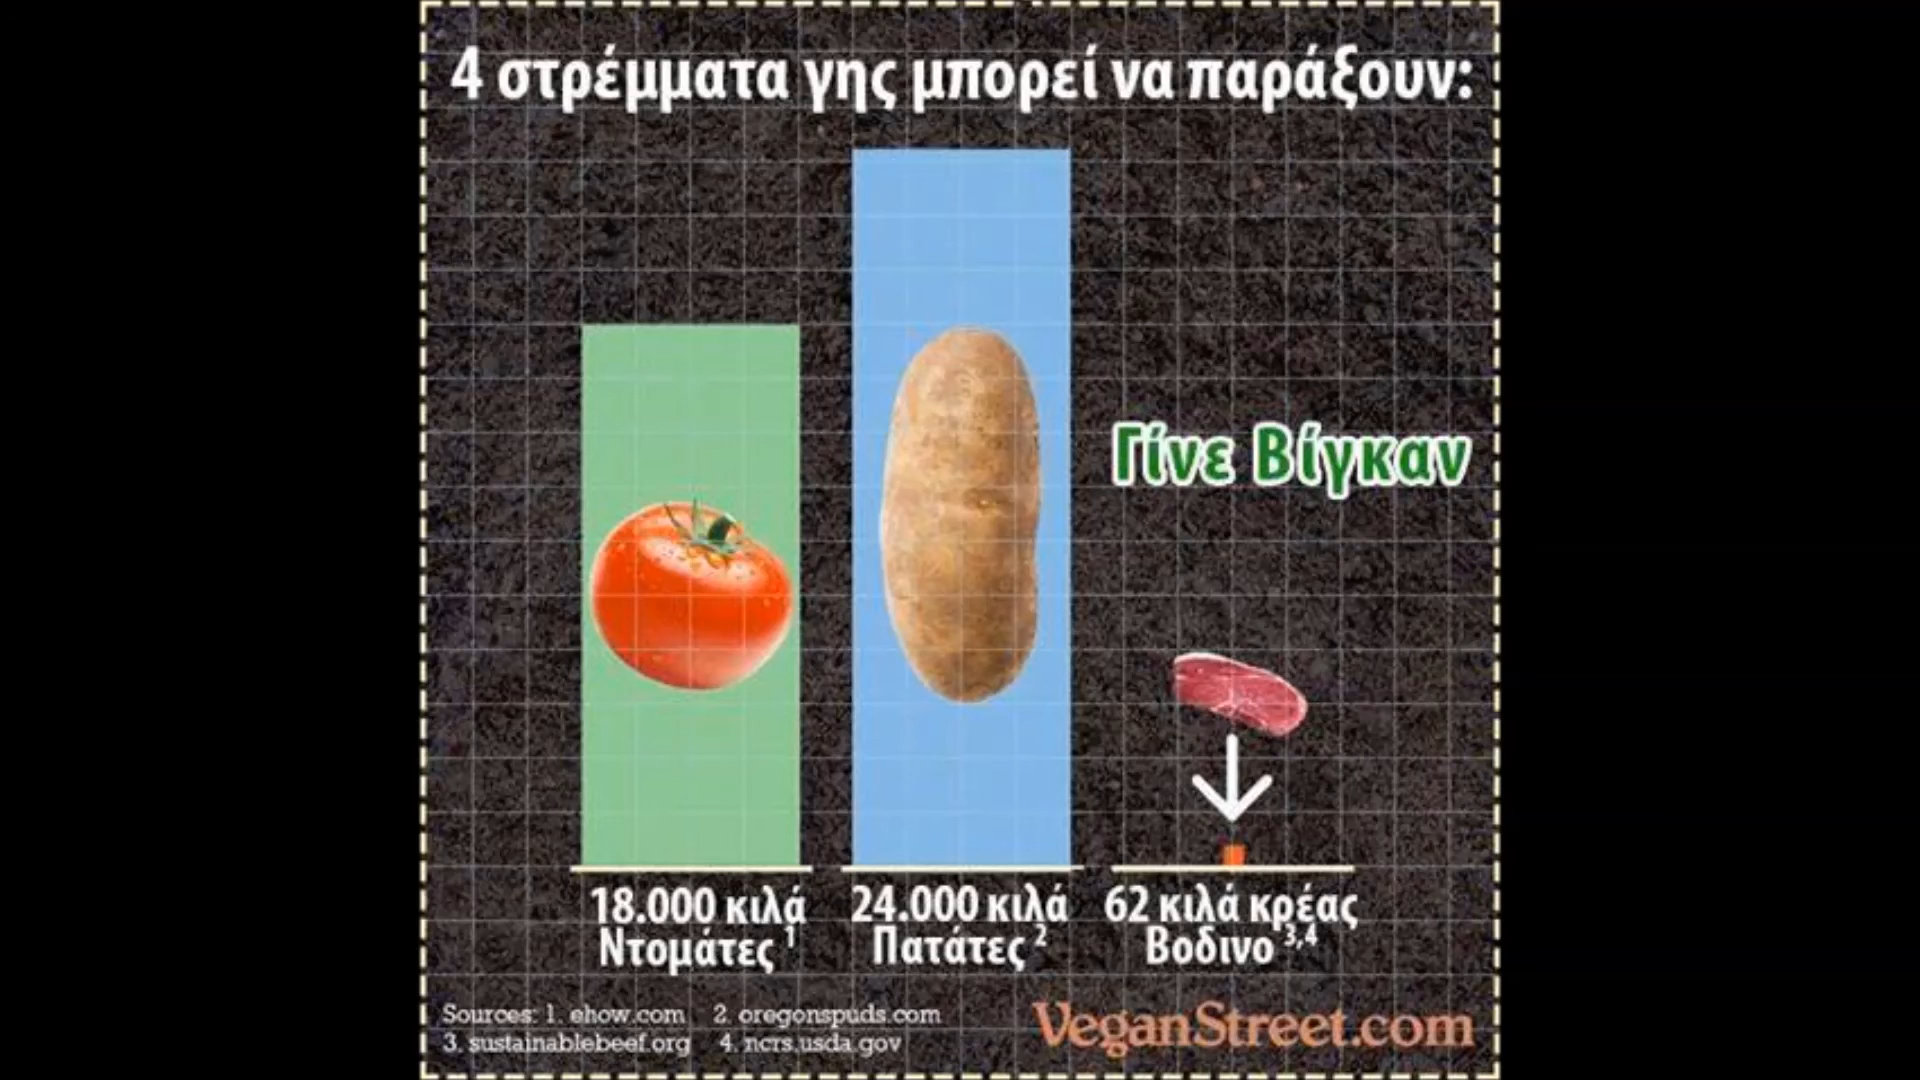 4 στρέμματα γης μπορεί να παράξουν:
Γίνε Βίγκαν
18.000 κιλά
Ντομάτες 1
24.000 κιλά
Πατάτες 2
62 κιλά κρέας
Βοδινο 3,4
Sources: 1. ehow.com 2. oregonspuds.com
3. sustainablebeef.org 4. ncrs.usda.gov
VeganStreet.com